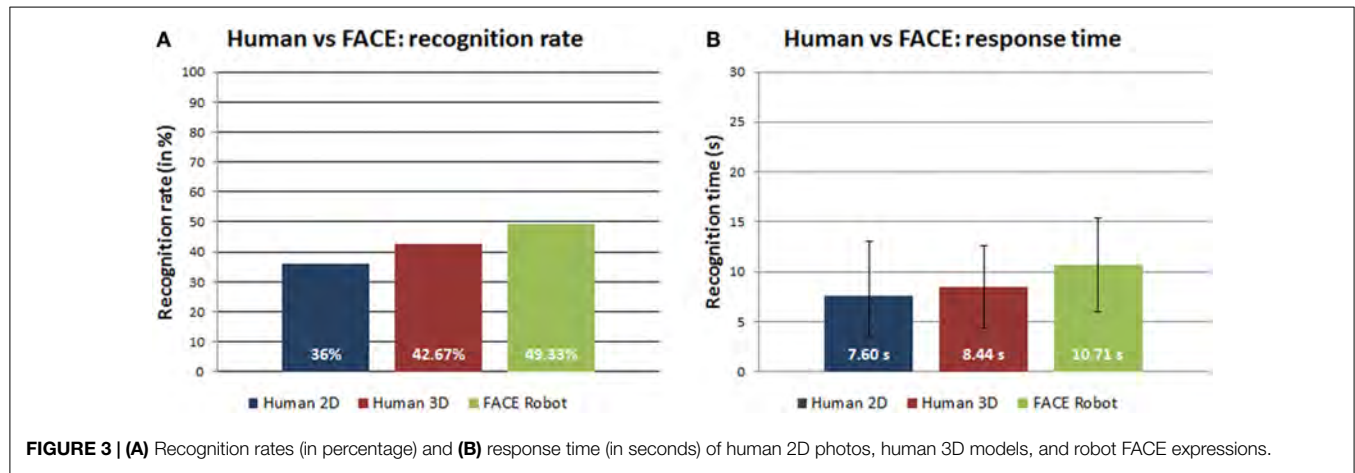 A Human vs FACE: recognition rate
Recognition rate (in %)
100
90
80
70
60
50
40
30
20
10
0
36%
42.67%
49.33%
Human 2D Human 3D FACE Robot
B Human vs FACE: response time
Recognition time (s)
30
25
20
15
10
5
0
7.60 s
8.44 s
10.71 s
Human 2D Human 3D FACE Robot
FIGURE 3 | (A) Recognition rates (in percentage) and (B) response time (in seconds) of human 2D photos, human 3D models, and robot FACE expressions.